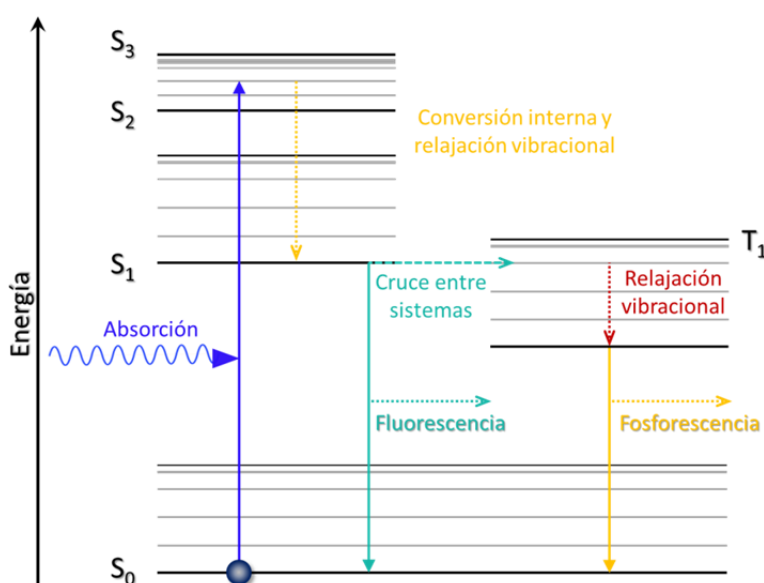 S3
S2
Conversión interna y
relajación vibracional
T1
S1
Cruce entre
sistemas
Relajación
vibracional
Energía
Absorción
Fluorescencia
Fosforescencia
S0